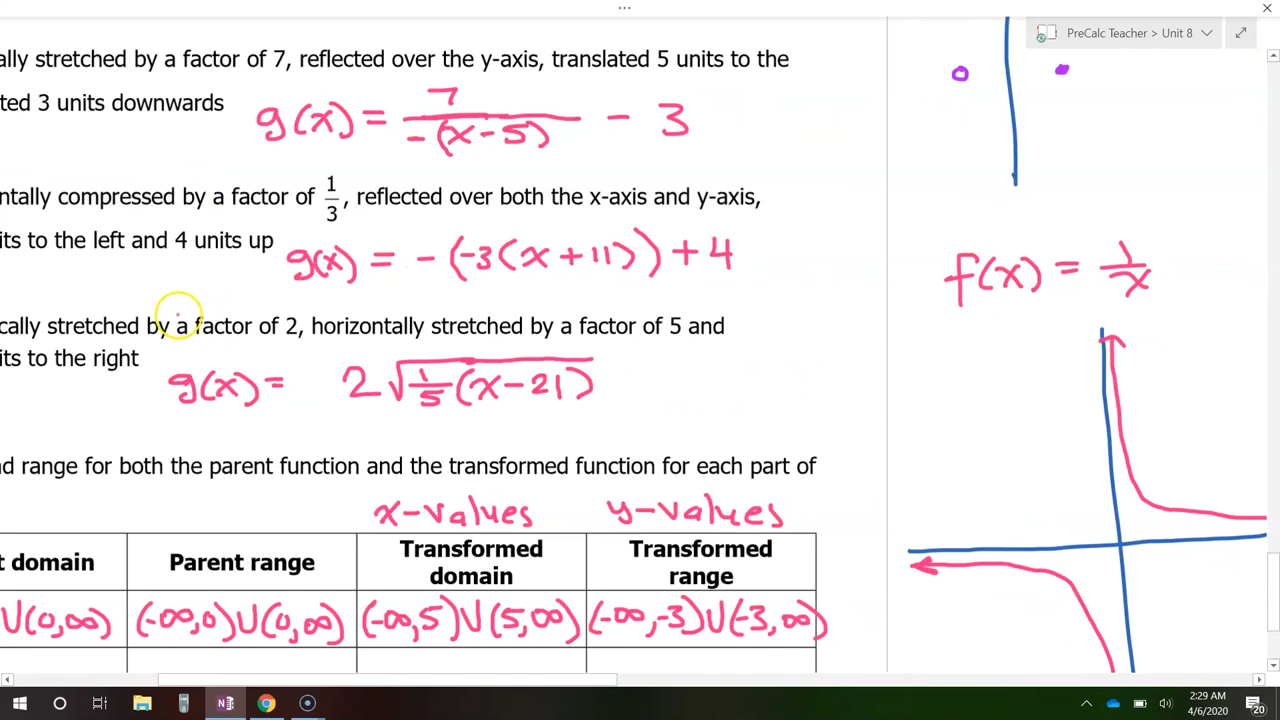 ...
PreCalc Teacher > Unit 8
ally stretched by a factor of 7, reflected over the y-axis, translated 5 units to the
ted 3 units downwards
g(x) = 7/-(x-5) - 3
ntally compressed by a factor of 1/3, reflected over both the x-axis and y-axis,
its to the left and 4 units up
g(x) = -(-3(x+11)) + 4
f(x) = 1/x
cally stretched by a factor of 2, horizontally stretched by a factor of 5 and
its to the right
g(x) = 2√(1/5(x-21))
nd range for both the parent function and the transformed function for each part of
x-values y-values
t domain Parent range Transformed domain Transformed range
U(0,∞) (-∞,0)U(0,∞) (-∞,5)U(5,∞) (-∞,-3)U(-3,∞)
2:29 AM
4/6/2020
20